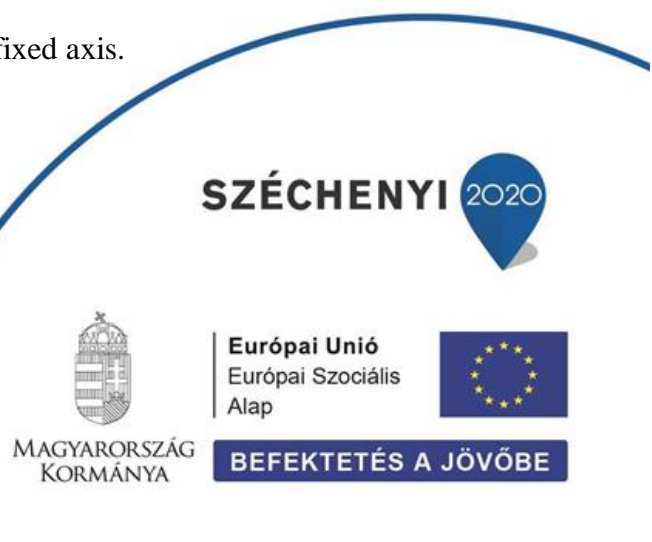 fixed axis.
SZÉCHENYI 2020
Európai Unió
Európai Szociális
Alap
MAGYARORSZÁG
KORMÁNYA
BEFEKTETÉS A JÖVŐBE